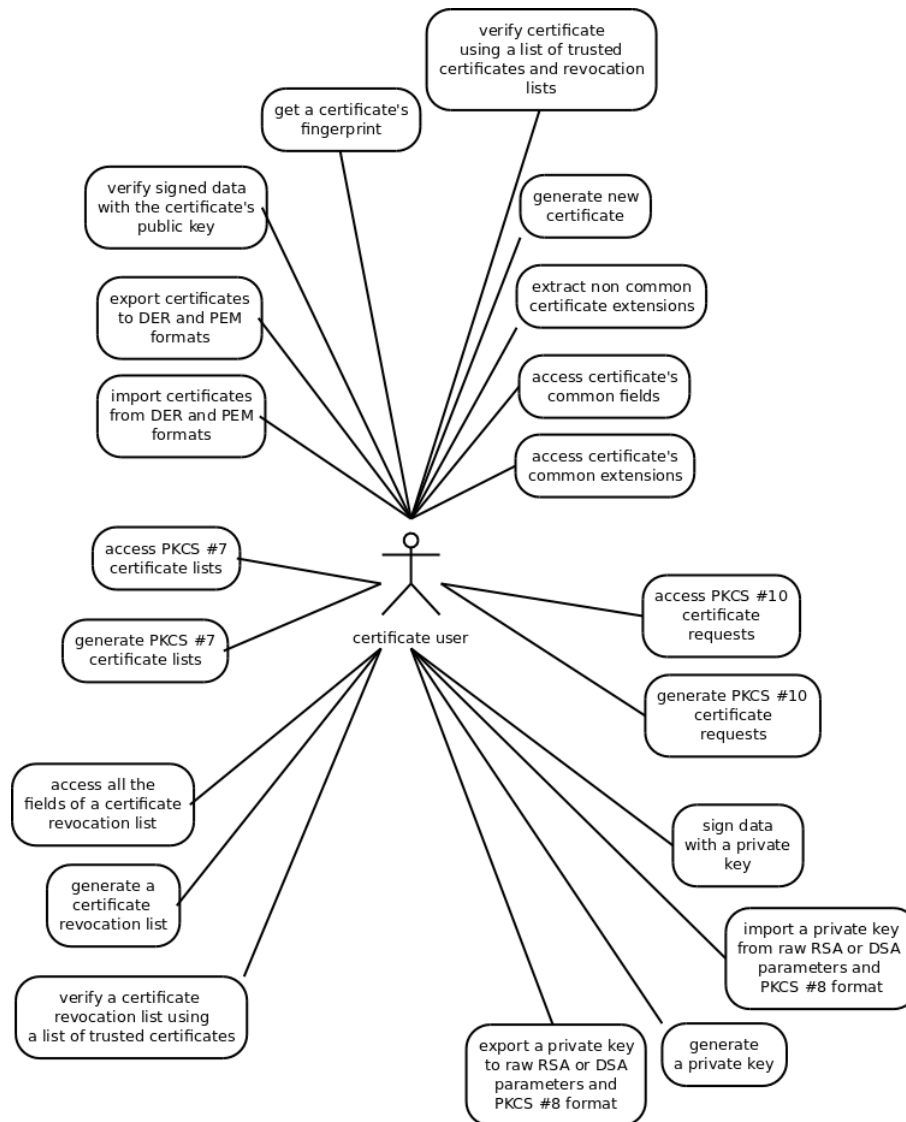 verify certificate
using a list of trusted
certificates and revocation
lists
get a certificate's
fingerprint
verify signed data
with the certificate's
public key
generate new
certificate
export certificates
to DER and PEM
formats
extract non common
certificate extensions
import certificates
from DER and PEM
formats
access certificate's
common fields
access certificate's
common extensions
access PKCS #7
certificate lists
access PKCS #10
certificate
requests
generate PKCS #7
certificate lists
certificate user
generate PKCS #10
certificate
requests
access all the
fields of a certificate
revocation list
sign data
with a private
key
generate a
certificate
revocation list
import a private key
from raw RSA or DSA
parameters and
PKCS #8 format
verify a certificate
revocation list using
a list of trusted certificates
export a private key
to raw RSA or DSA
parameters and
PKCS #8 format
generate
a private key